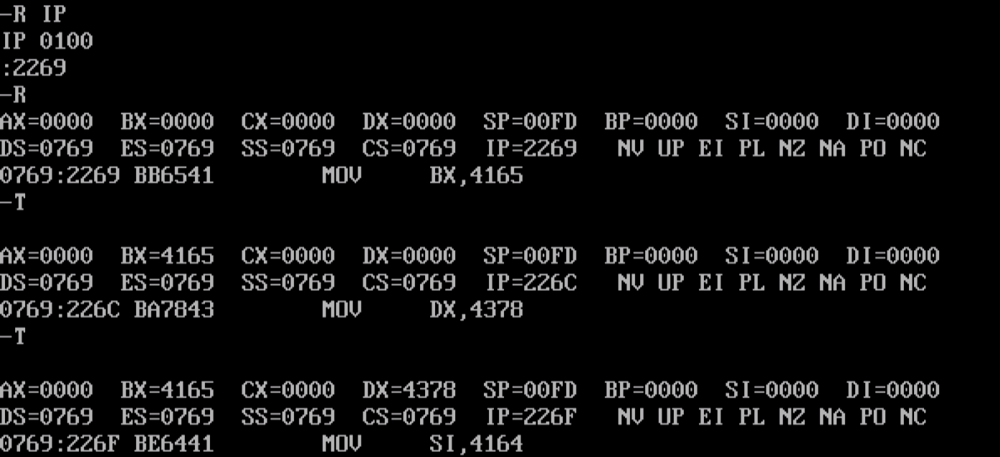 -R IP
IP 0100
:2269
-R
AX=0000  BX=0000  CX=0000  DX=0000  SP=00FD  BP=0000  SI=0000  DI=0000
DS=0769  ES=0769  SS=0769  CS=0769  IP=2269   NV UP EI PL NZ NA PO NC
0769:2269 BB6541        MOV     BX,4165
-T
AX=0000  BX=4165  CX=0000  DX=0000  SP=00FD  BP=0000  SI=0000  DI=0000
DS=0769  ES=0769  SS=0769  CS=0769  IP=226C   NV UP EI PL NZ NA PO NC
0769:226C BA7843        MOV     DX,4378
-T
AX=0000  BX=4165  CX=0000  DX=4378  SP=00FD  BP=0000  SI=0000  DI=0000
DS=0769  ES=0769  SS=0769  CS=0769  IP=226F   NV UP EI PL NZ NA PO NC
0769:226F BE6441        MOV     SI,4164